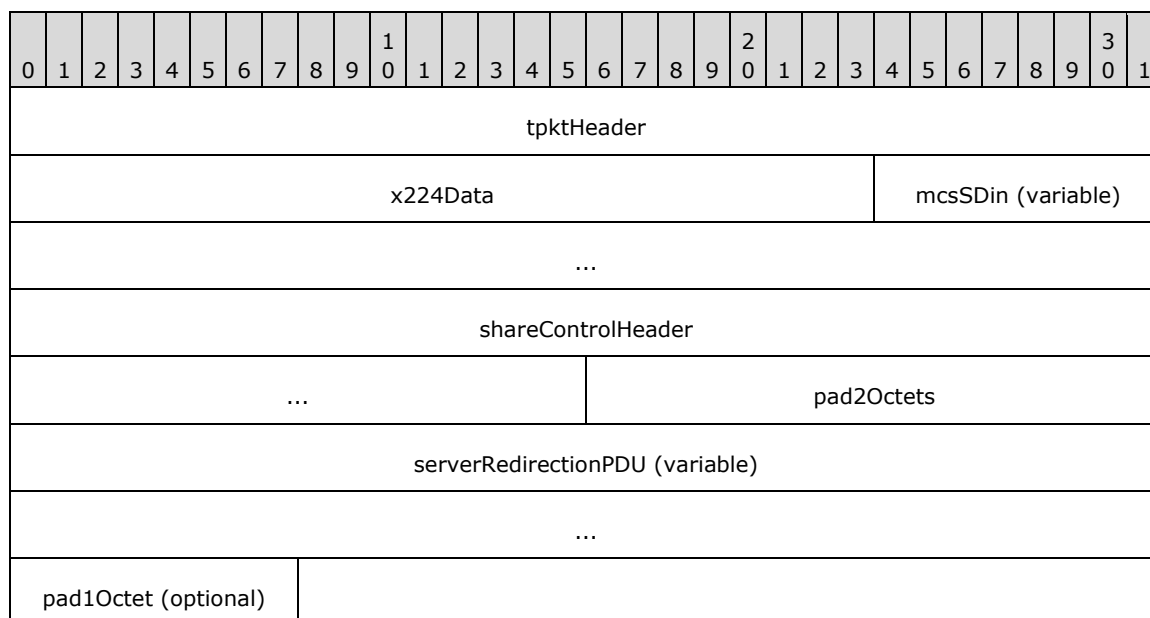 1 2 3
0 1 2 3 4 5 6 7 8 9 0 1 2 3 4 5 6 7 8 9 0 1 2 3 4 5 6 7 8 9 0 1
tpktHeader
x224Data mcsSDin (variable)
...
shareControlHeader
... pad2Octets
serverRedirectionPDU (variable)
...
pad1Octet (optional)